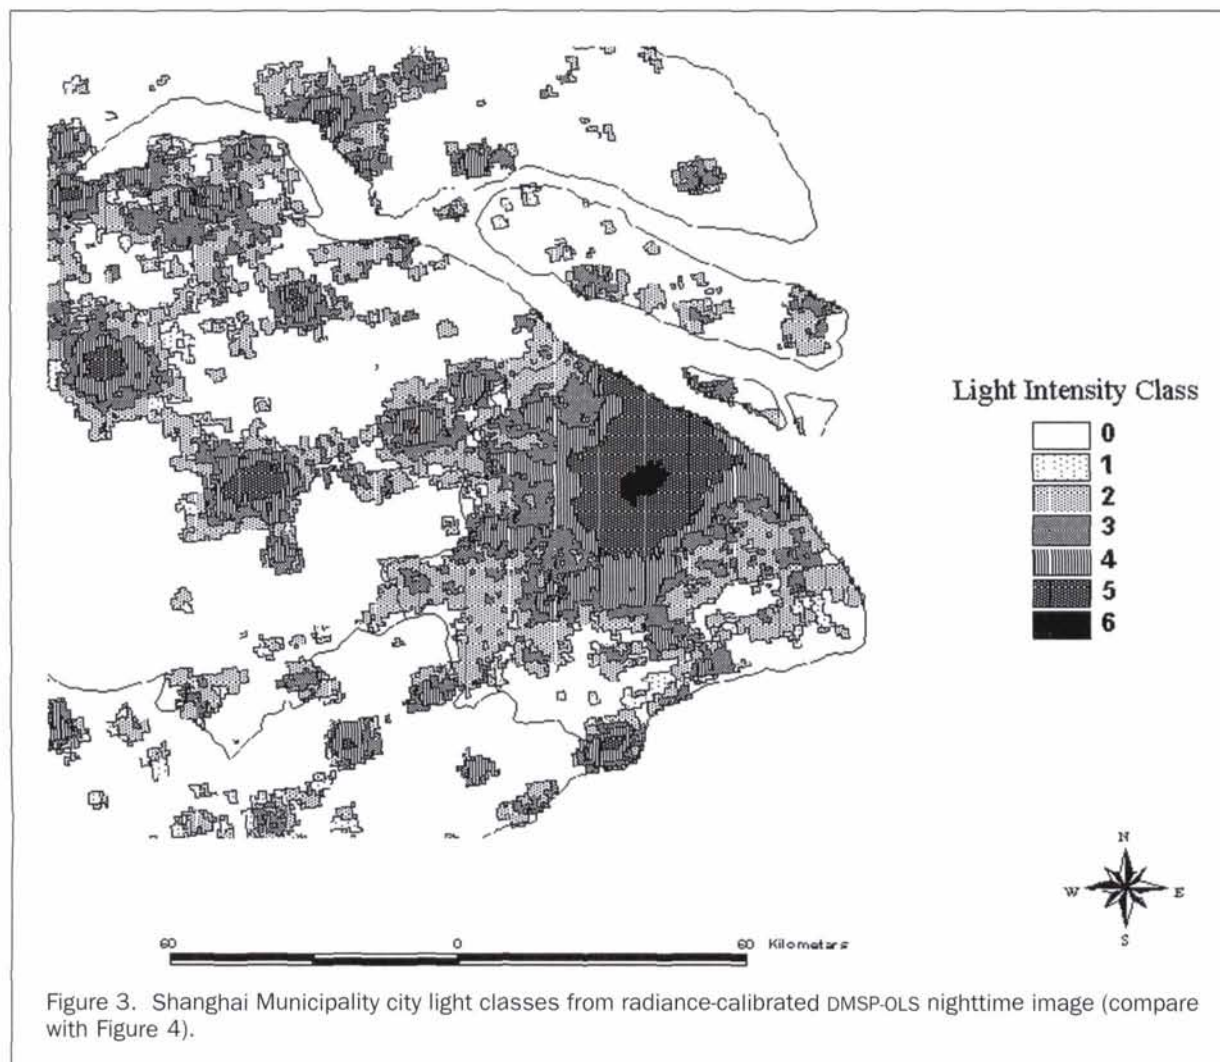 Light Intensity Class
0
1
2
3
4
5
6
N
W E
S
60 0 60 Kilometars
Figure 3. Shanghai Municipality city light classes from radiance-calibrated DMSP-OLS nighttime image (compare
with Figure 4).